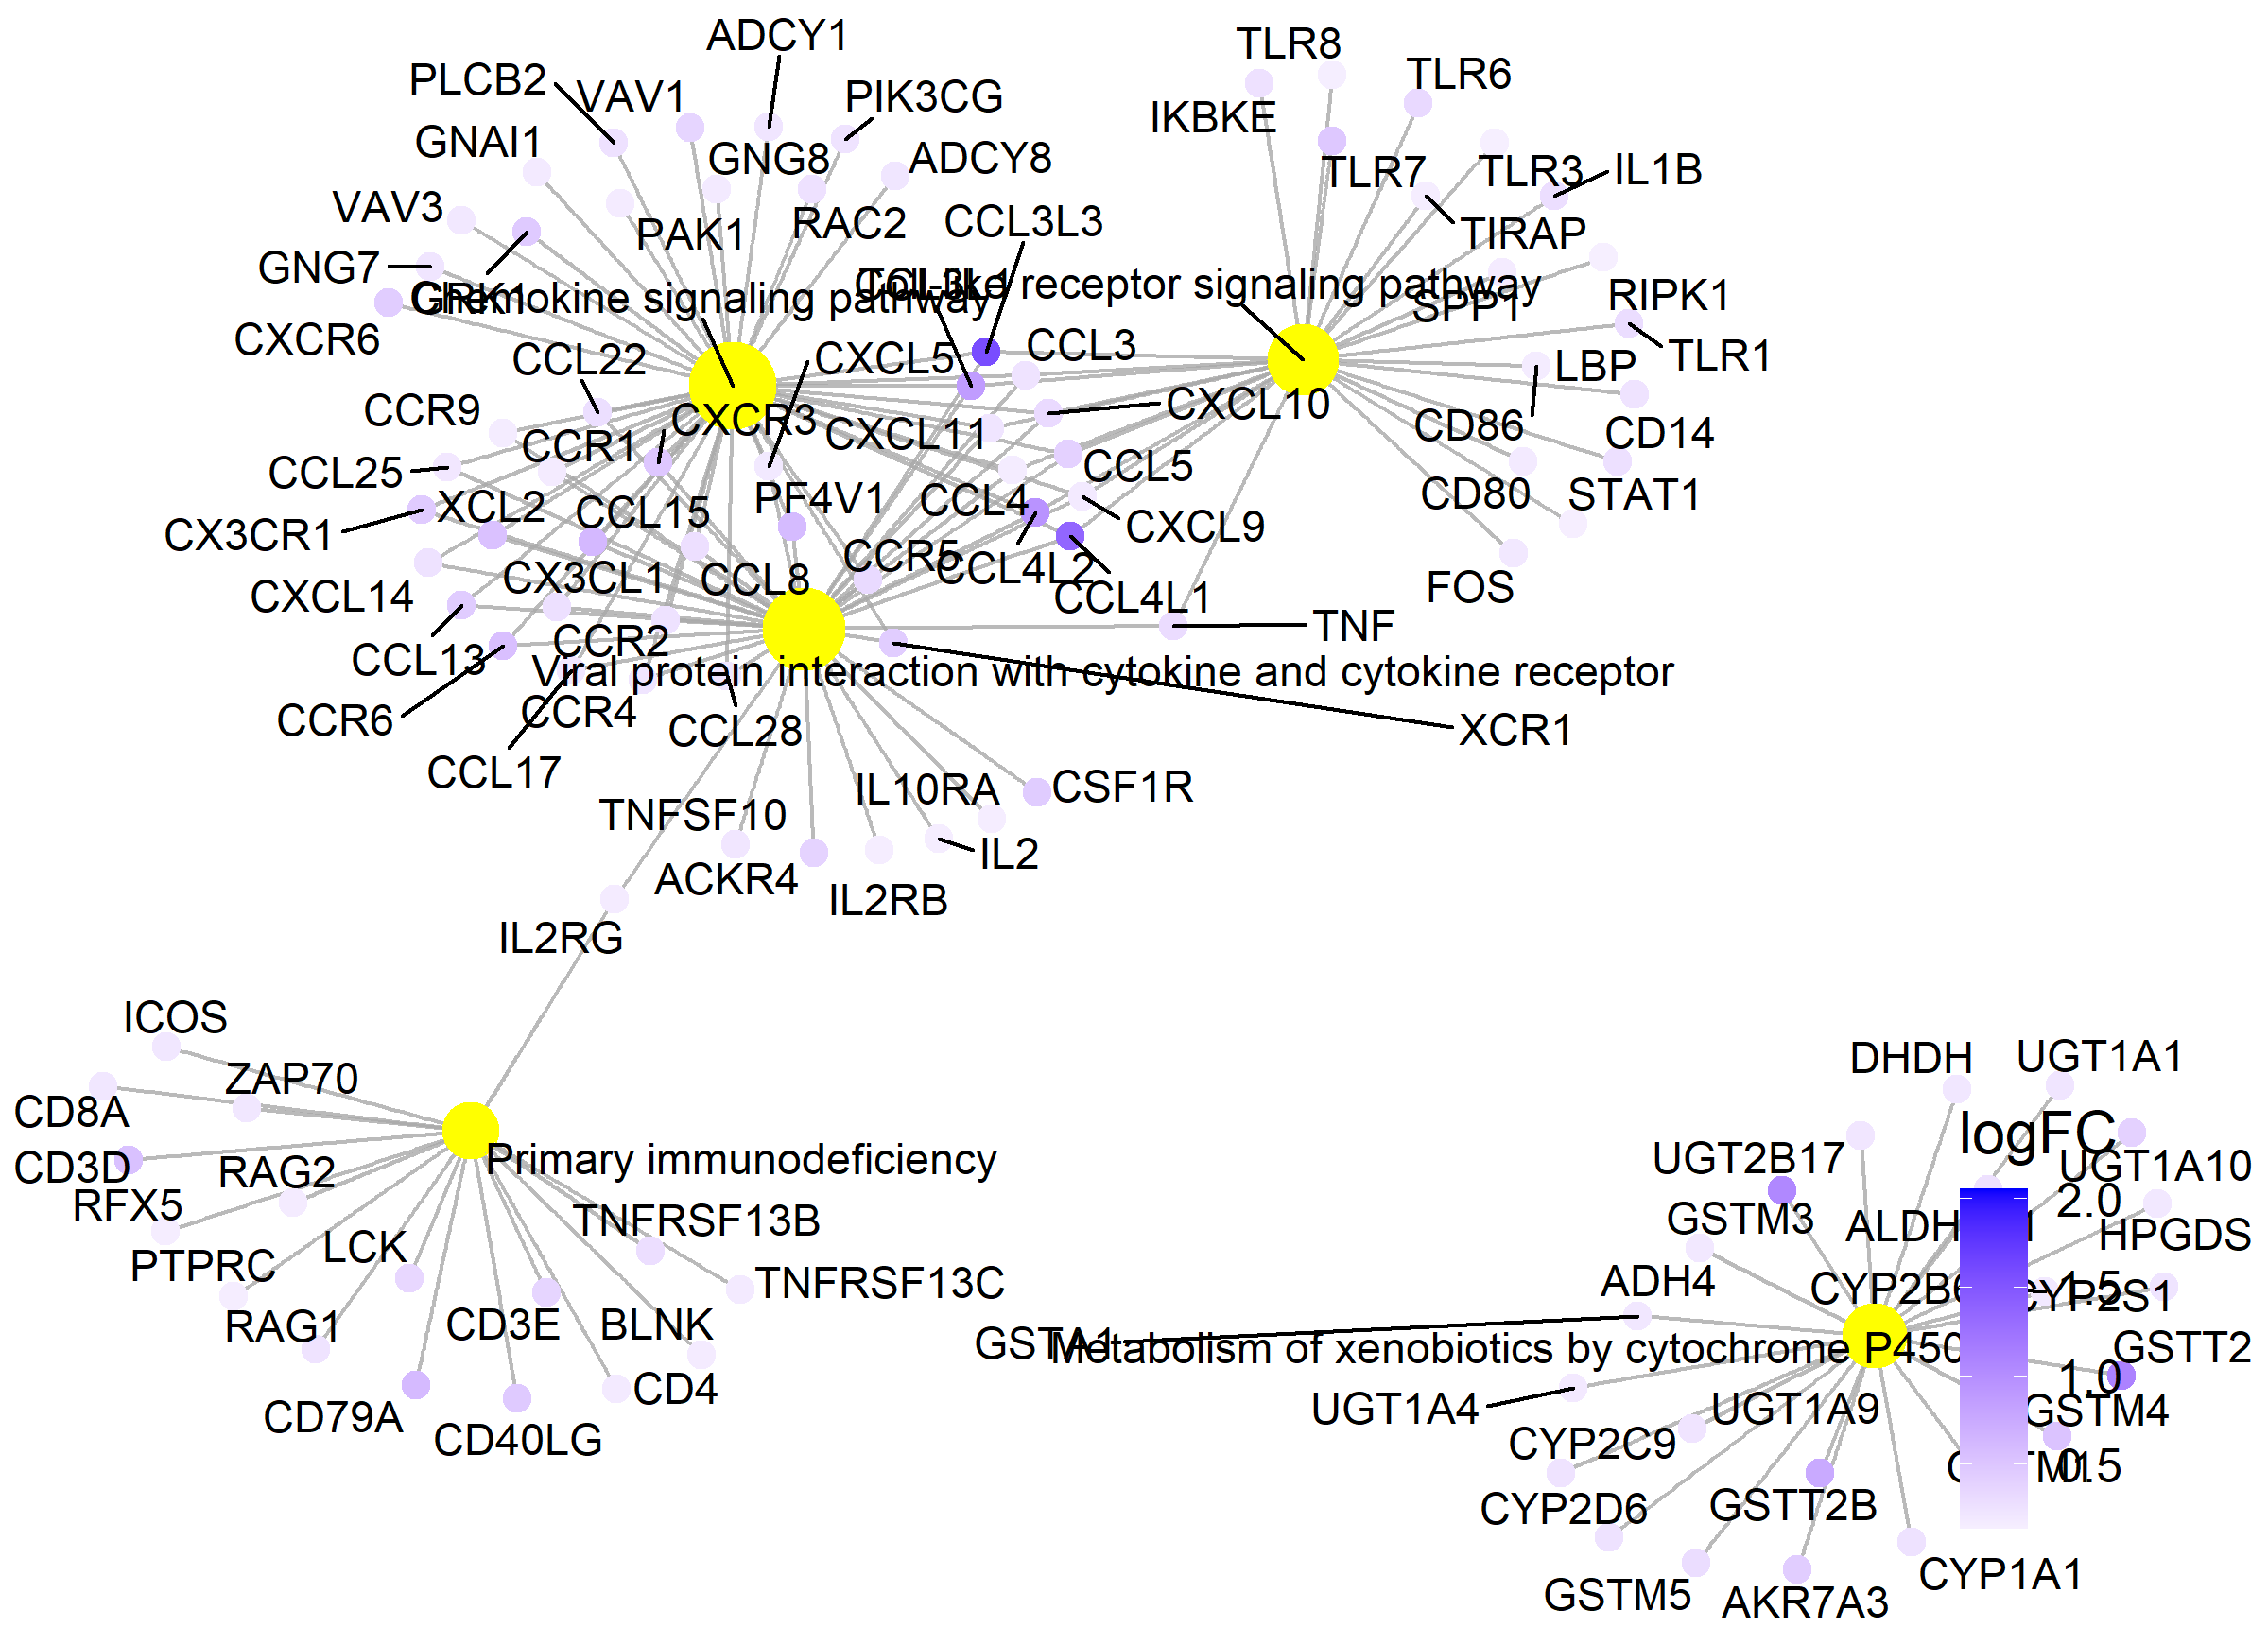 ADCY1
TLR8
PLCB2
VAV1
PIK3CG
TLR6
IKBKE
GNAI1
GNG8
ADCY8
TLR7
TLR3
IL1B
VAV3
PAK1
RAC2
CCL3L3
TIRAP
GNG7
GRK1
Chemokine signaling pathway
CCL3L1
Toll-like receptor signaling pathway
SPP1
RIPK1
CXCR6
CCL22
CXCL5
CCL3
LBP
TLR1
CCR9
CXCR3
CXCL11
CXCL10
CD86
CD14
CCR1
CCL25
CCL5
XCL2
CCL15
PF4V1
CCL4
CD80
STAT1
CX3CR1
CXCL9
CCR5
CX3CL1
CCL8
CCL4L2
CCL4L1
FOS
CXCL14
TNF
CCL13
CCR2
Viral protein interaction with cytokine and cytokine receptor
CCR6
CCR4
CCL28
XCR1
CCL17
IL10RA
CSF1R
TNFSF10
IL2
ACKR4
IL2RB
IL2RG
ICOS
DHDH
UGT1A1
ZAP70
CD8A
logFC
CD3D
RAG2
Primary immunodeficiency
UGT2B17
UGT1A10
RFX5
TNFRSF13B
GSTM3
2.0
HPGDS
PTPRC
LCK
TNFRSF13C
ADH4
CYP2B6
1.5
CYP2S1
RAG1
CD3E
BLNK
GSTA1
Metabolism of xenobiotics by cytochrome P450
GSTT2
CD79A
CD4
UGT1A4
UGT1A9
1.0
GSTM4
CD40LG
CYP2C9
0.5
CYP2D6
GSTT2B
GSTM5
AKR7A3
CYP1A1